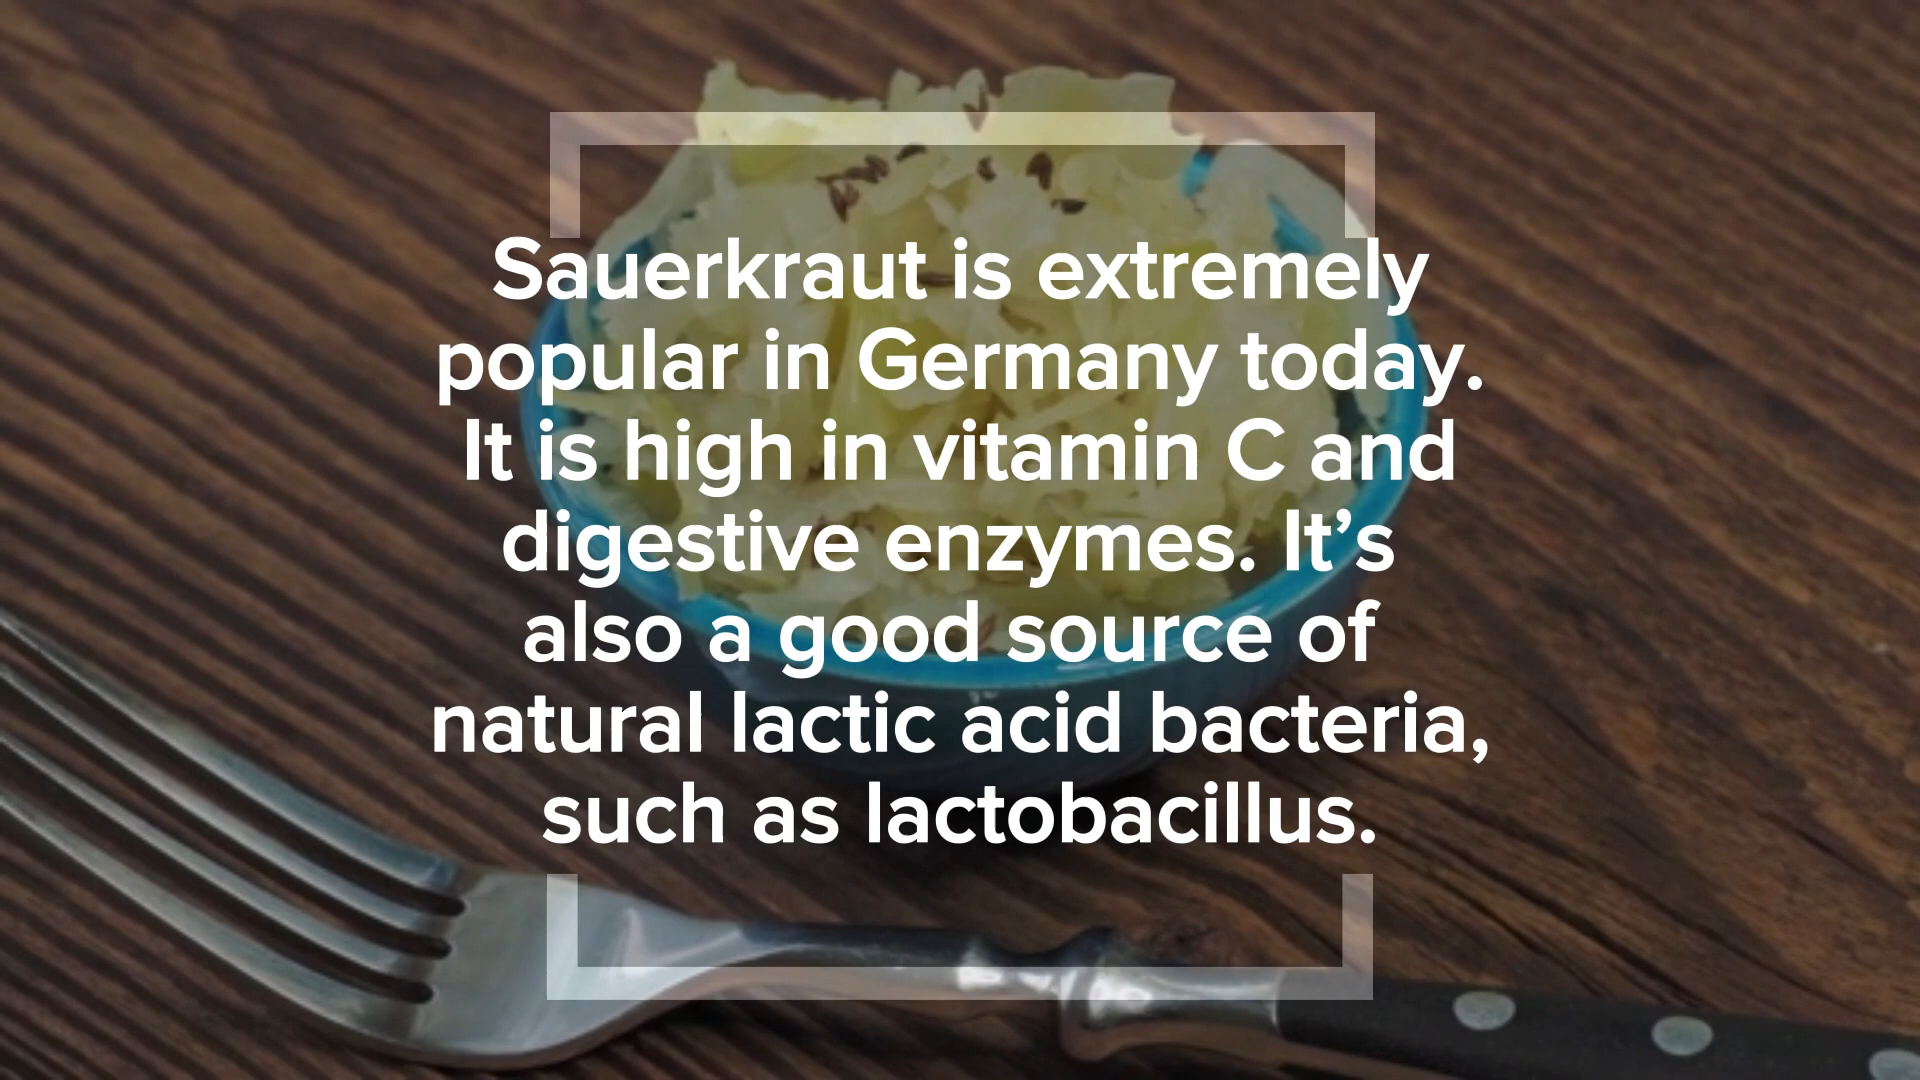 Sauerkraut is extremely
popular in Germany today.
It is high in vitamin C and
digestive enzymes. It’s
also a good source of
natural lactic acid bacteria,
such as lactobacillus.